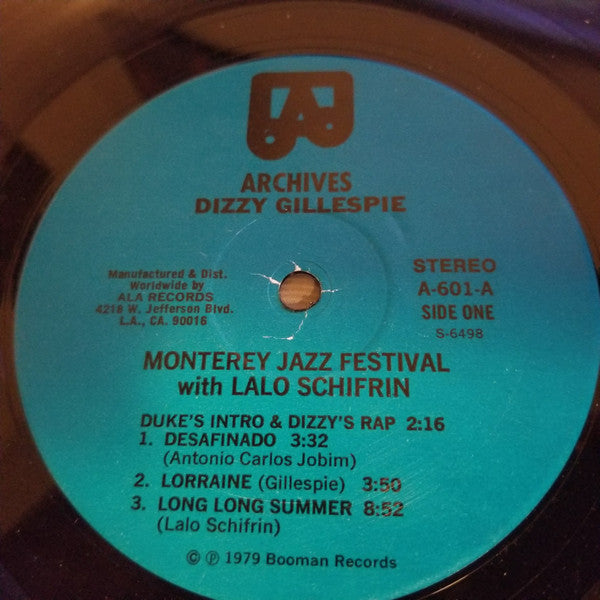 ALA
ARCHIVES
DIZZY GILLESPIE
Manufactured & Dist.
Worldwide by
ALA RECORDS
4218 W. Jefferson Blvd.
L.A., CA. 90016
STEREO
A-601-A
SIDE ONE
S-6498
MONTEREY JAZZ FESTIVAL
with LALO SCHIFRIN
DUKE'S INTRO & DIZZY'S RAP 2:16
1. DESAFINADO 3:32
(Antonio Carlos Jobim)
2. LORRAINE (Gillespie) 3:50
3. LONG LONG SUMMER 8:52
(Lalo Schifrin)
© ℗ 1979 Booman Records